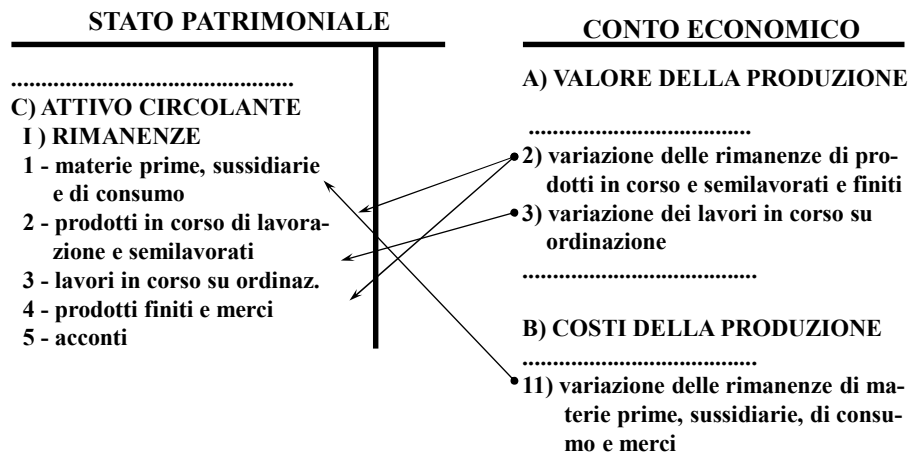 STATO PATRIMONIALE
...............................................
C) ATTIVO CIRCOLANTE
I ) RIMANENZE
1 - materie prime, sussidiarie
e di consumo
2 - prodotti in corso di lavora-
zione e semilavorati
3 - lavori in corso su ordinaz.
4 - prodotti finiti e merci
5 - acconti
CONTO ECONOMICO
A) VALORE DELLA PRODUZIONE
.....................................
2) variazione delle rimanenze di pro-
dotti in corso e semilavorati e finiti
3) variazione dei lavori in corso su
ordinazione
.......................................
B) COSTI DELLA PRODUZIONE
.......................................
11) variazione delle rimanenze di ma-
terie prime, sussidiarie, di consu-
mo e merci